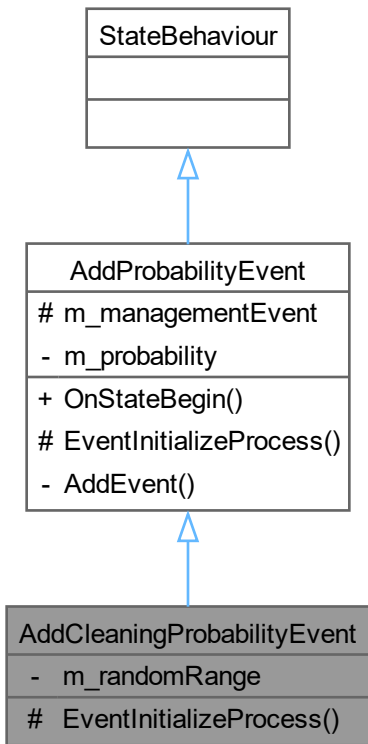 StateBehaviour
AddProbabilityEvent
# m_managementEvent
- m_probability
+ OnStateBegin()
# EventInitializeProcess()
- AddEvent()
AddCleaningProbabilityEvent
- m_randomRange
# EventInitializeProcess()